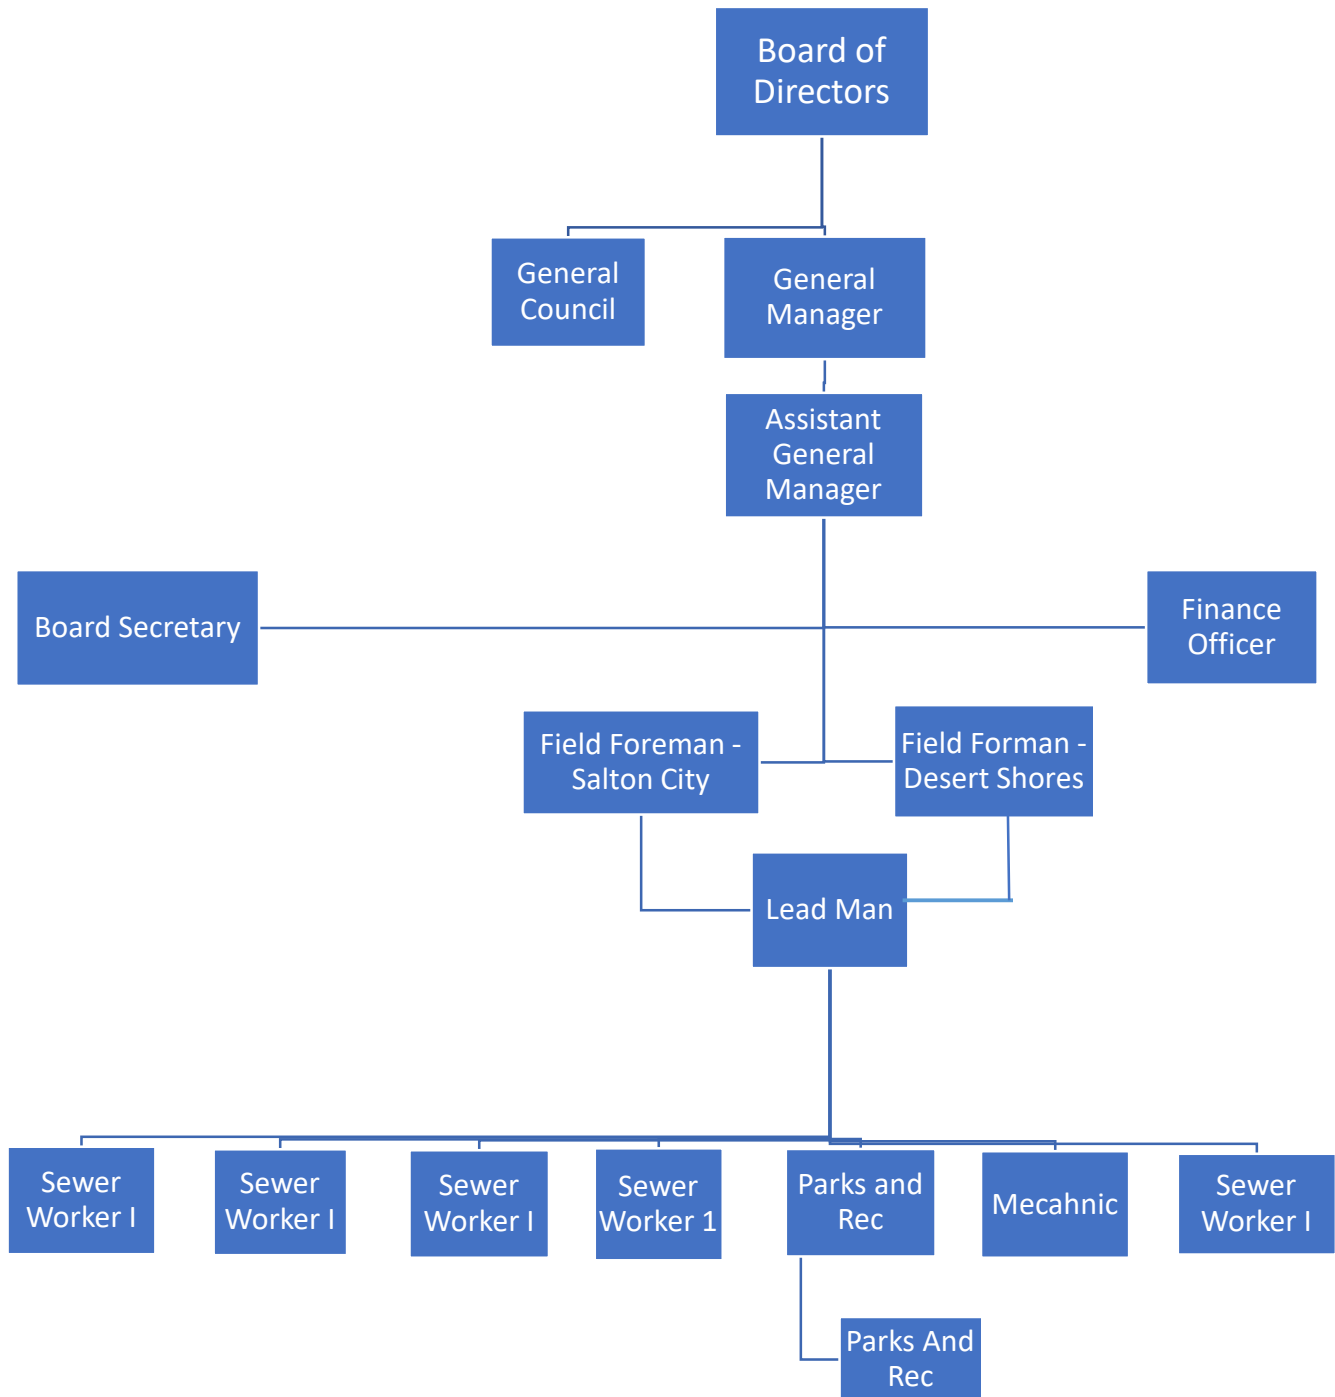 Board of
Directors
General
Council
General
Manager
Assistant
General
Manager
Board Secretary
Finance
Officer
Field Foreman -
Salton City
Field Forman -
Desert Shores
Lead Man
Sewer
Worker I
Sewer
Worker I
Sewer
Worker I
Sewer
Worker 1
Parks and
Rec
Mecahnic
Sewer
Worker I
Parks And
Rec